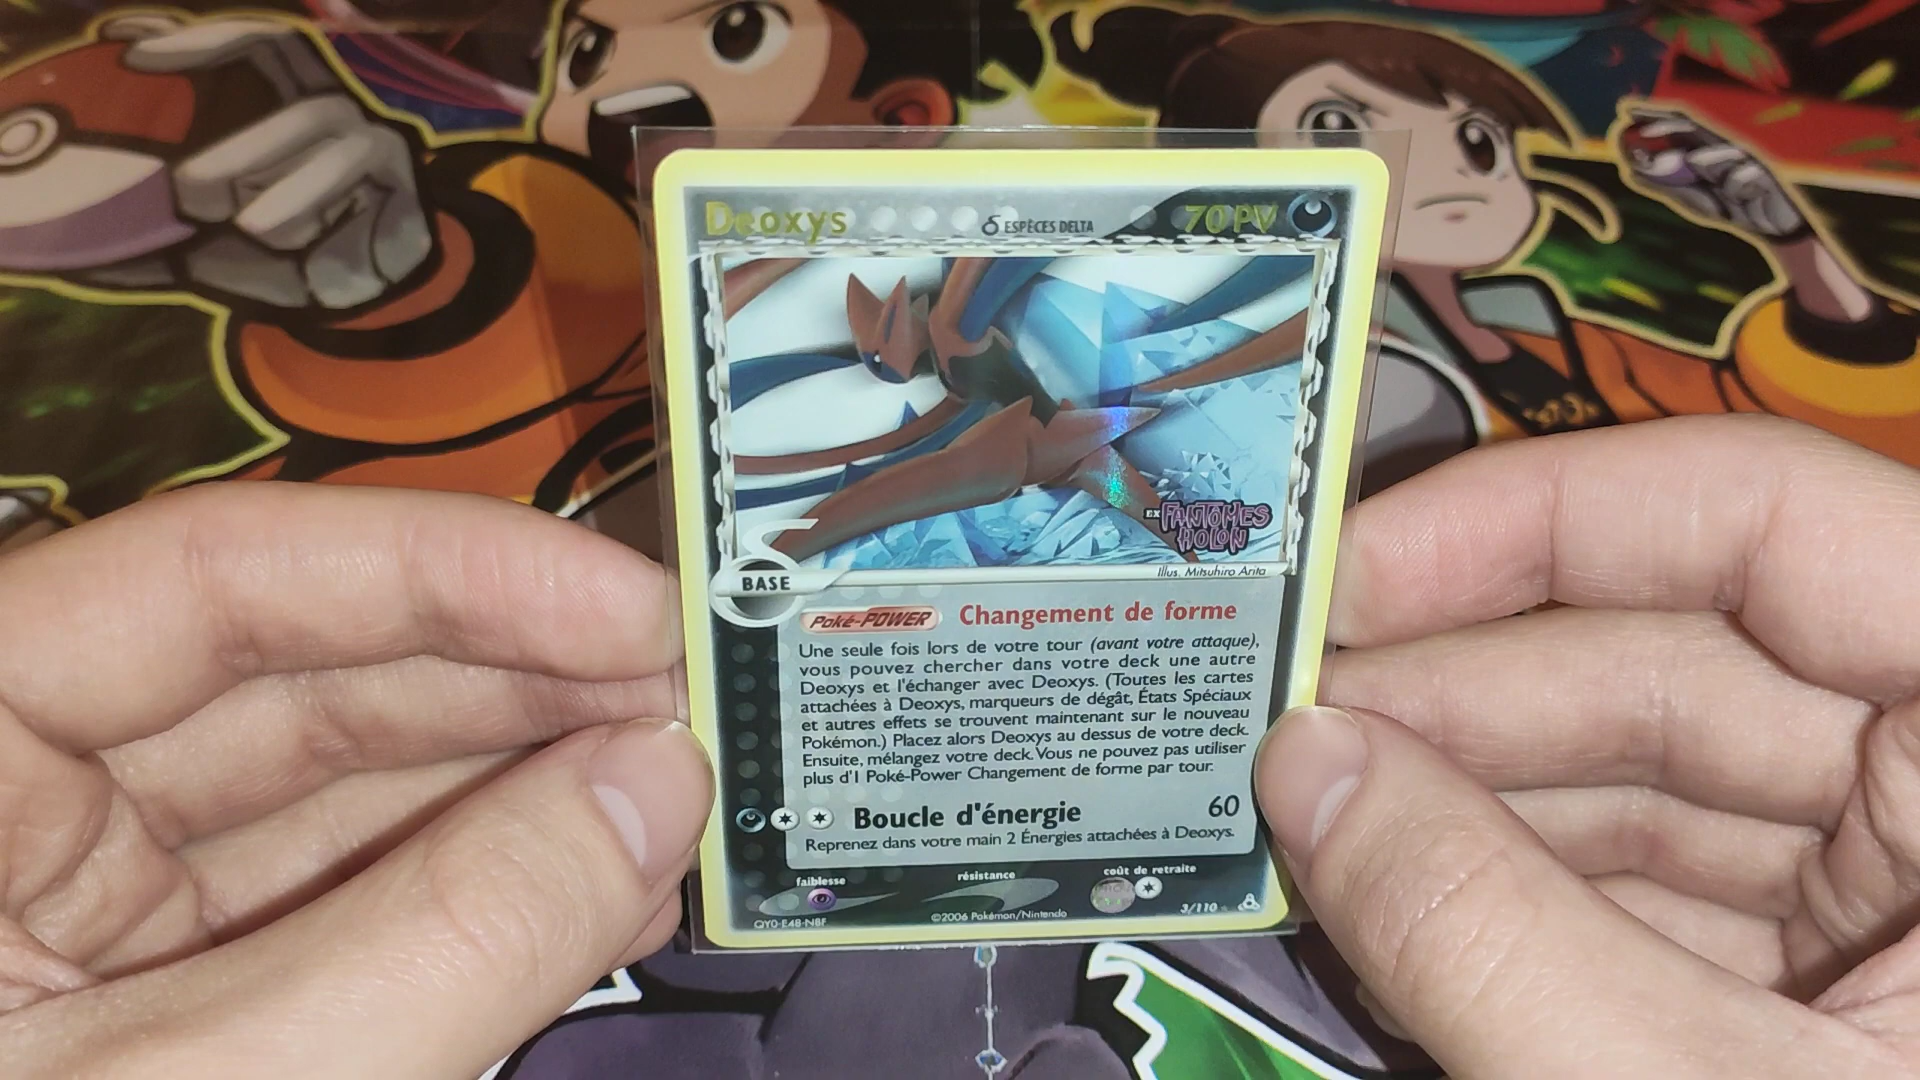 Deoxys
δ ESPÈCES DELTA
70 PV
EX FANTÔMES
HOLON
Illus. Mitsuhiro Arita
BASE
Poké-POWER Changement de forme
Une seule fois lors de votre tour (avant votre attaque),
vous pouvez chercher dans votre deck une autre
Deoxys et l'échanger avec Deoxys. (Toutes les cartes
attachées à Deoxys, marqueurs de dégât, États Spéciaux
et autres effets se trouvent maintenant sur le nouveau
Pokémon.) Placez alors Deoxys au dessus de votre deck.
Ensuite, mélangez votre deck. Vous ne pouvez pas utiliser
plus d'1 Poké-Power Changement de forme par tour.
Boucle d'énergie 60
Reprenez dans votre main 2 Énergies attachées à Deoxys.
faiblesse
résistance
coût de retraite
QY0-E48-N8F
©2006 Pokémon/Nintendo
3/110